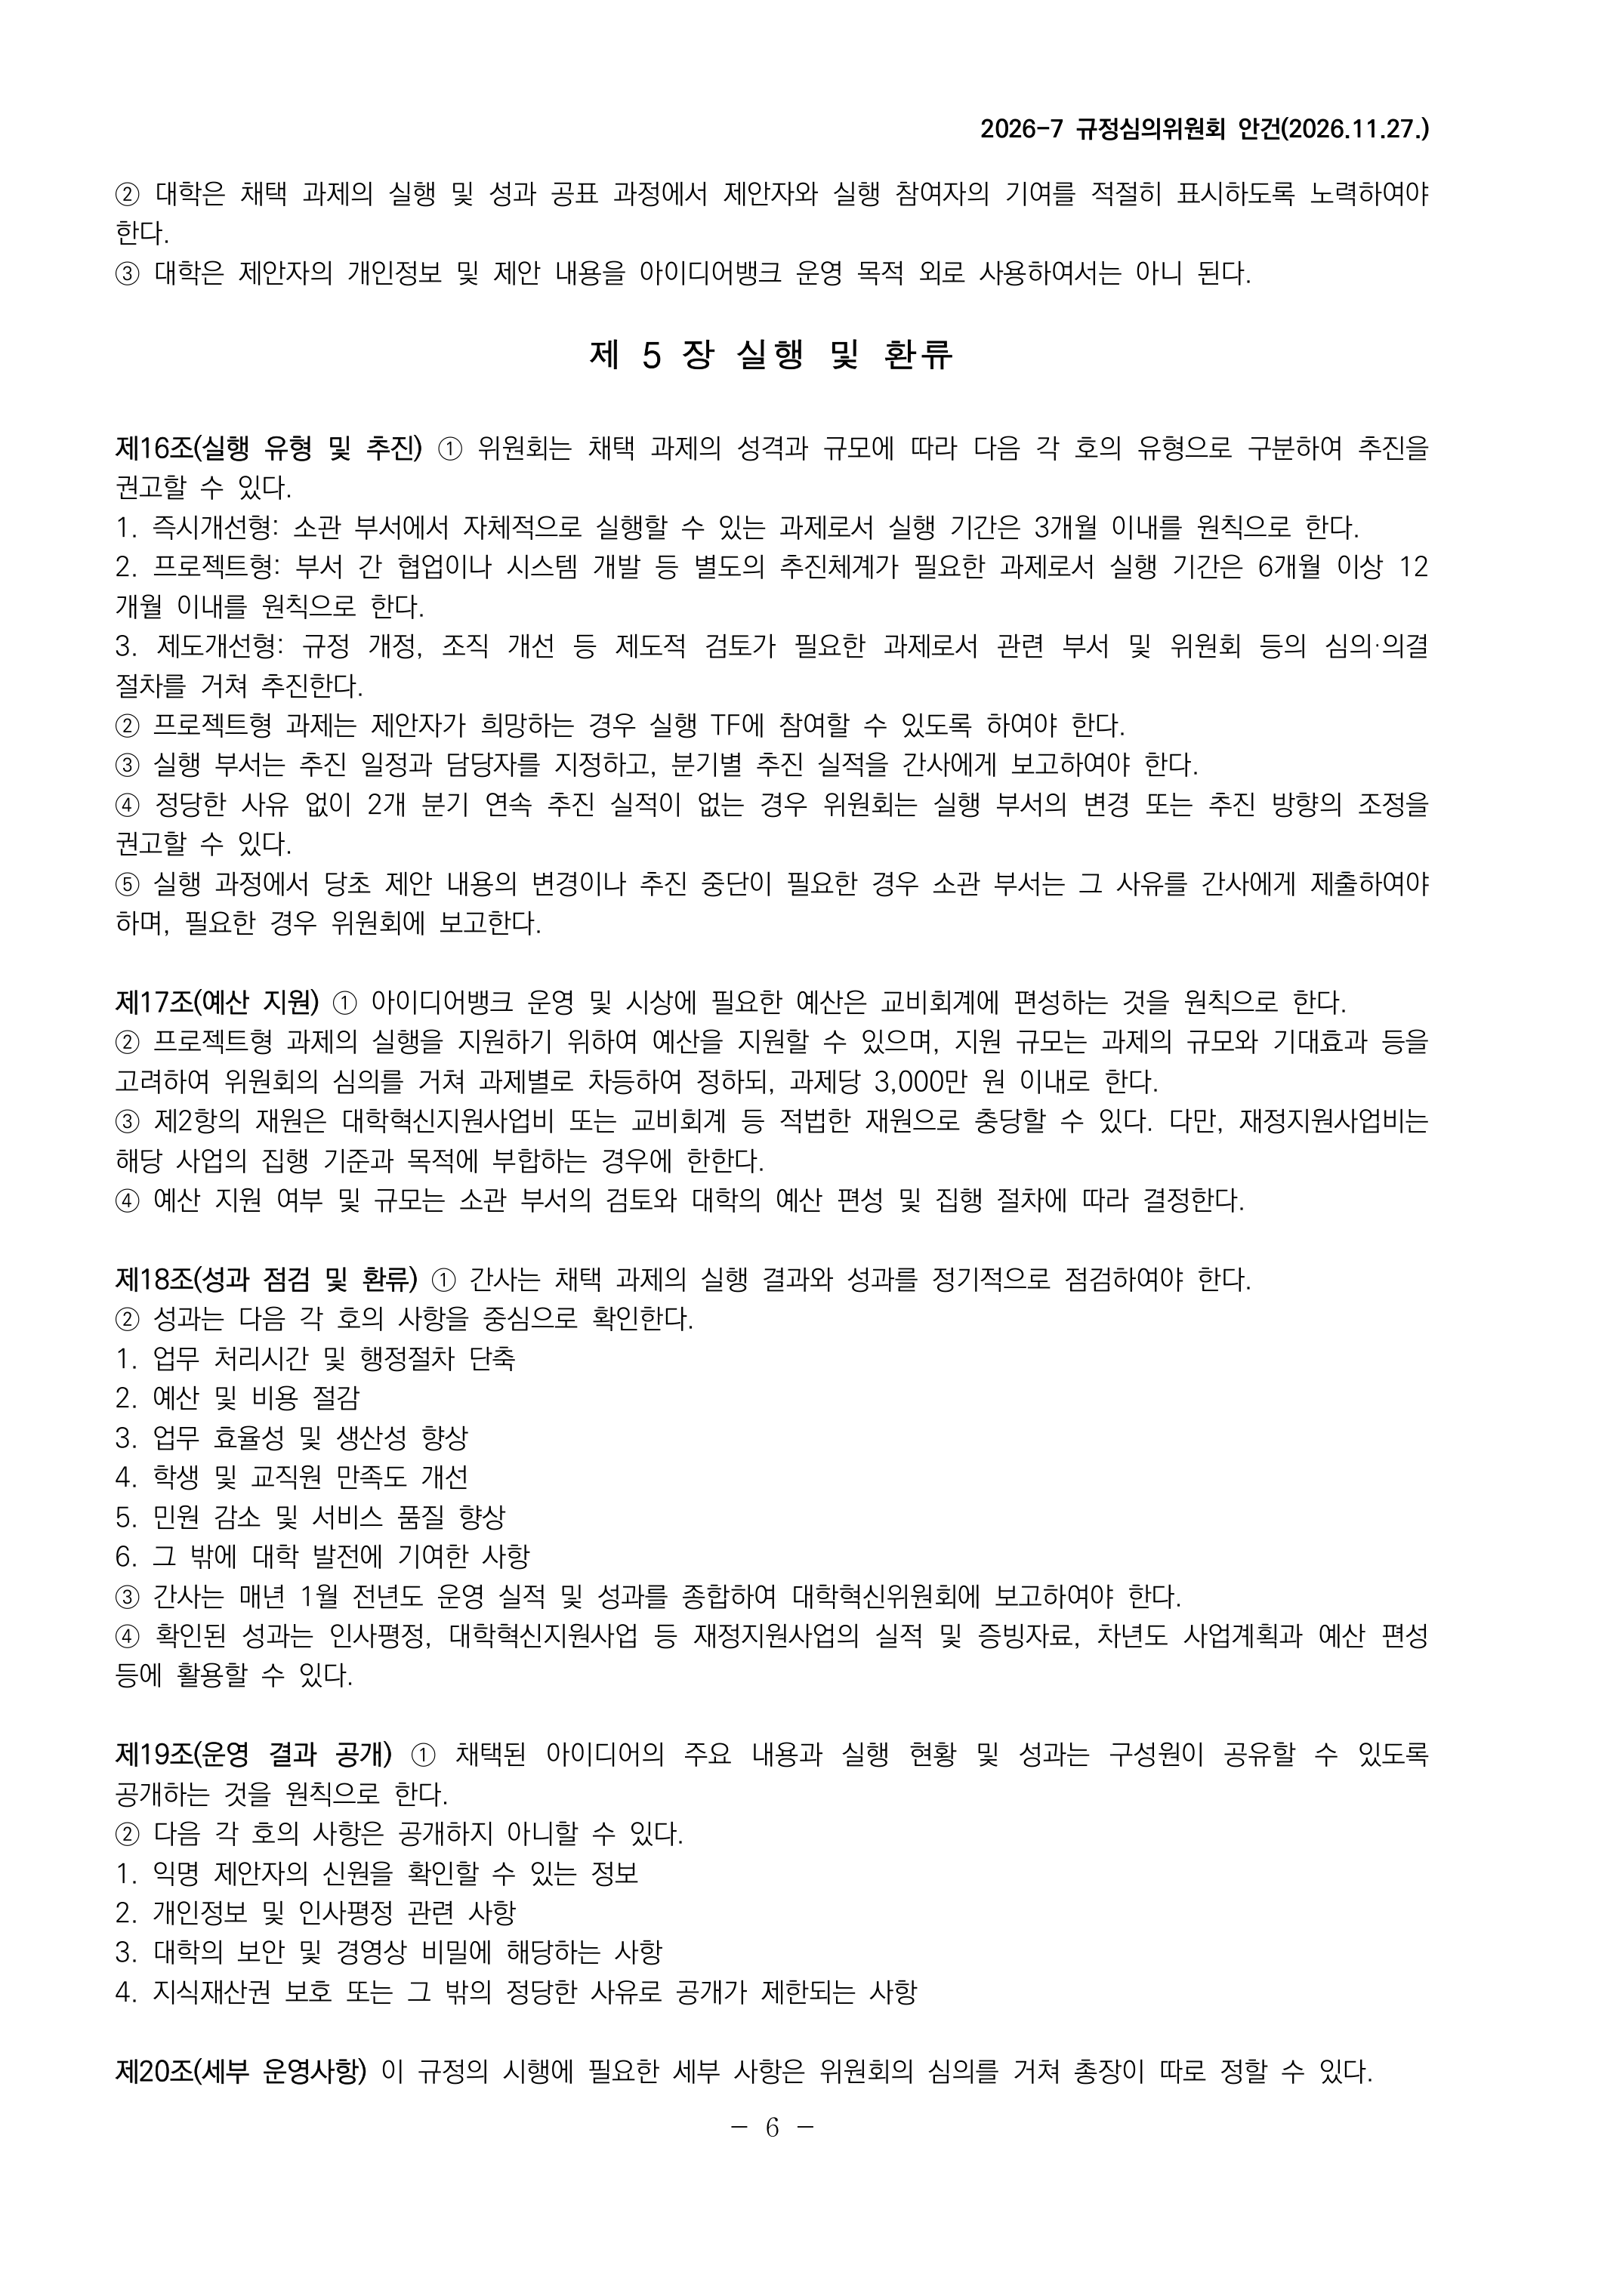 2026-7 규정심의위원회 안건(2026.11.27.)
② 대학은 채택 과제의 실행 및 성과 공표 과정에서 제안자와 실행 참여자의 기여를 적절히 표시하도록 노력하여야
한다.
③ 대학은 제안자의 개인정보 및 제안 내용을 아이디어뱅크 운영 목적 외로 사용하여서는 아니 된다.
제 5 장 실행 및 환류
제16조(실행 유형 및 추진) ① 위원회는 채택 과제의 성격과 규모에 따라 다음 각 호의 유형으로 구분하여 추진을
권고할 수 있다.
1. 즉시개선형: 소관 부서에서 자체적으로 실행할 수 있는 과제로서 실행 기간은 3개월 이내를 원칙으로 한다.
2. 프로젝트형: 부서 간 협업이나 시스템 개발 등 별도의 추진체계가 필요한 과제로서 실행 기간은 6개월 이상 12
개월 이내를 원칙으로 한다.
3. 제도개선형: 규정 개정, 조직 개선 등 제도적 검토가 필요한 과제로서 관련 부서 및 위원회 등의 심의·의결
절차를 거쳐 추진한다.
② 프로젝트형 과제는 제안자가 희망하는 경우 실행 TF에 참여할 수 있도록 하여야 한다.
③ 실행 부서는 추진 일정과 담당자를 지정하고, 분기별 추진 실적을 간사에게 보고하여야 한다.
④ 정당한 사유 없이 2개 분기 연속 추진 실적이 없는 경우 위원회는 실행 부서의 변경 또는 추진 방향의 조정을
권고할 수 있다.
⑤ 실행 과정에서 당초 제안 내용의 변경이나 추진 중단이 필요한 경우 소관 부서는 그 사유를 간사에게 제출하여야
하며, 필요한 경우 위원회에 보고한다.
제17조(예산 지원) ① 아이디어뱅크 운영 및 시상에 필요한 예산은 교비회계에 편성하는 것을 원칙으로 한다.
② 프로젝트형 과제의 실행을 지원하기 위하여 예산을 지원할 수 있으며, 지원 규모는 과제의 규모와 기대효과 등을
고려하여 위원회의 심의를 거쳐 과제별로 차등하여 정하되, 과제당 3,000만 원 이내로 한다.
③ 제2항의 재원은 대학혁신지원사업비 또는 교비회계 등 적법한 재원으로 충당할 수 있다. 다만, 재정지원사업비는
해당 사업의 집행 기준과 목적에 부합하는 경우에 한한다.
④ 예산 지원 여부 및 규모는 소관 부서의 검토와 대학의 예산 편성 및 집행 절차에 따라 결정한다.
제18조(성과 점검 및 환류) ① 간사는 채택 과제의 실행 결과와 성과를 정기적으로 점검하여야 한다.
② 성과는 다음 각 호의 사항을 중심으로 확인한다.
1. 업무 처리시간 및 행정절차 단축
2. 예산 및 비용 절감
3. 업무 효율성 및 생산성 향상
4. 학생 및 교직원 만족도 개선
5. 민원 감소 및 서비스 품질 향상
6. 그 밖에 대학 발전에 기여한 사항
③ 간사는 매년 1월 전년도 운영 실적 및 성과를 종합하여 대학혁신위원회에 보고하여야 한다.
④ 확인된 성과는 인사평정, 대학혁신지원사업 등 재정지원사업의 실적 및 증빙자료, 차년도 사업계획과 예산 편성
등에 활용할 수 있다.
제19조(운영 결과 공개) ① 채택된 아이디어의 주요 내용과 실행 현황 및 성과는 구성원이 공유할 수 있도록
공개하는 것을 원칙으로 한다.
② 다음 각 호의 사항은 공개하지 아니할 수 있다.
1. 익명 제안자의 신원을 확인할 수 있는 정보
2. 개인정보 및 인사평정 관련 사항
3. 대학의 보안 및 경영상 비밀에 해당하는 사항
4. 지식재산권 보호 또는 그 밖의 정당한 사유로 공개가 제한되는 사항
제20조(세부 운영사항) 이 규정의 시행에 필요한 세부 사항은 위원회의 심의를 거쳐 총장이 따로 정할 수 있다.
- 6 -